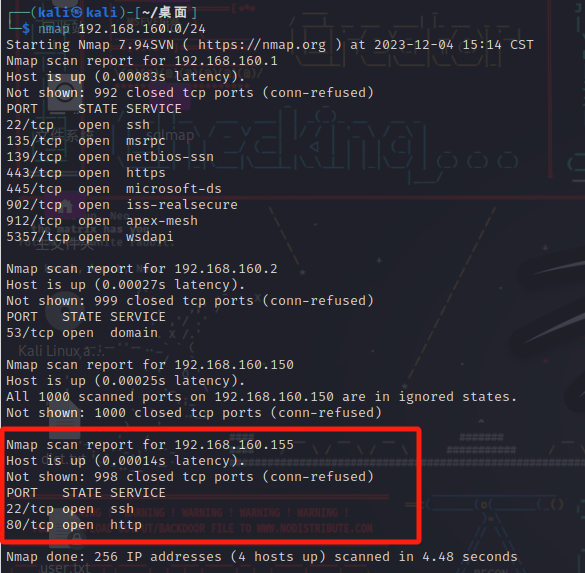 ┌──(kali㉿kali)-[~/桌面]
└─$ nmap 192.168.160.0/24
Starting Nmap 7.94SVN ( https://nmap.org ) at 2023-12-04 15:14 CST
Nmap scan report for 192.168.160.1
Host is up (0.00083s latency).
Not shown: 992 closed tcp ports (conn-refused)
PORT     STATE SERVICE
22/tcp   open  ssh
135/tcp  open  msrpc
139/tcp  open  netbios-ssn
443/tcp  open  https
445/tcp  open  microsoft-ds
902/tcp  open  iss-realsecure
912/tcp  open  apex-mesh
5357/tcp open  wsdapi
Nmap scan report for 192.168.160.2
Host is up (0.00027s latency).
Not shown: 999 closed tcp ports (conn-refused)
PORT   STATE SERVICE
53/tcp open  domain
Kali Linux a...
Nmap scan report for 192.168.160.150
Host is up (0.00025s latency).
All 1000 scanned ports on 192.168.160.150 are in ignored states.
Not shown: 1000 closed tcp ports (conn-refused)
Nmap scan report for 192.168.160.155
Host is up (0.00014s latency).
Not shown: 998 closed tcp ports (conn-refused)
PORT   STATE SERVICE
22/tcp open  ssh
80/tcp open  http
Nmap done: 256 IP addresses (4 hosts up) scanned in 4.48 seconds
user.txt